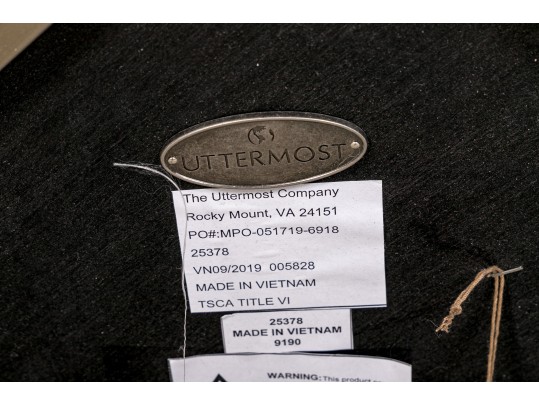 UTTERMOST
The Uttermost Company
Rocky Mount, VA 24151
PO#:MPO-051719-6918
25378
VN09/2019 005828
MADE IN VIETNAM
TSCA TITLE VI
25378
MADE IN VIETNAM
9190
WARNING: This product